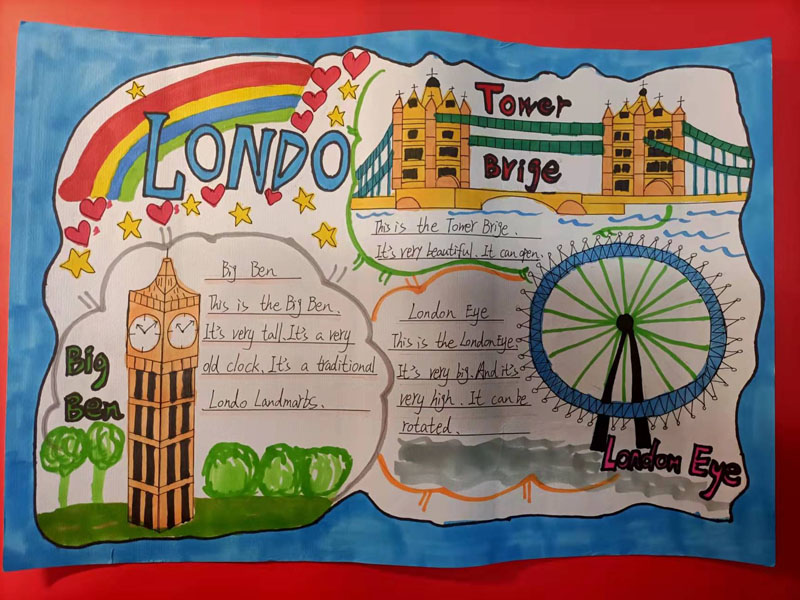 LONDO
Tower
Brige
This is the Tower Brige.
It's very beautiful. It can open.
Big Ben
This is the Big Ben.
It's very tall. It's a very
old clock. It's a traditional
Londo Landmarts.
Big
Ben
London Eye
This is the London Eye.
It's very big. And it's
very high. It can be
rotated.
London Eye